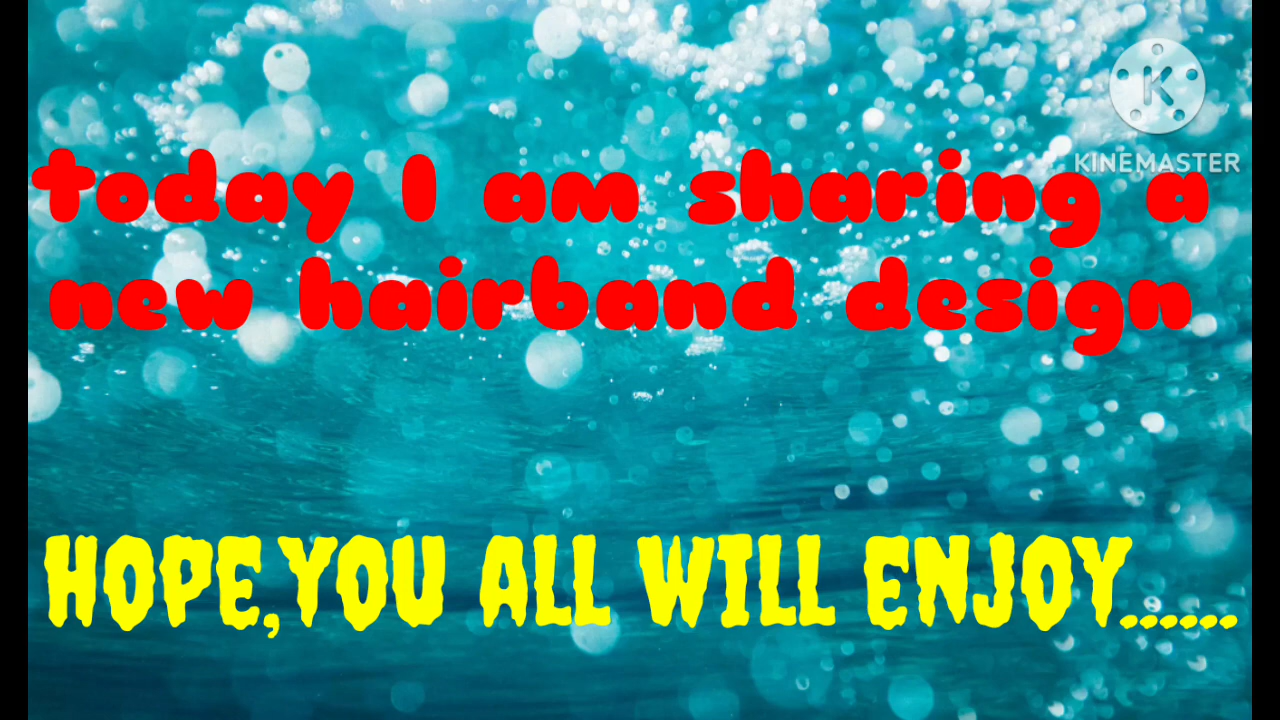 K
KINEMASTER
today I am sharing a
new hairband design
HOPE,YOU ALL WILL ENJOY......